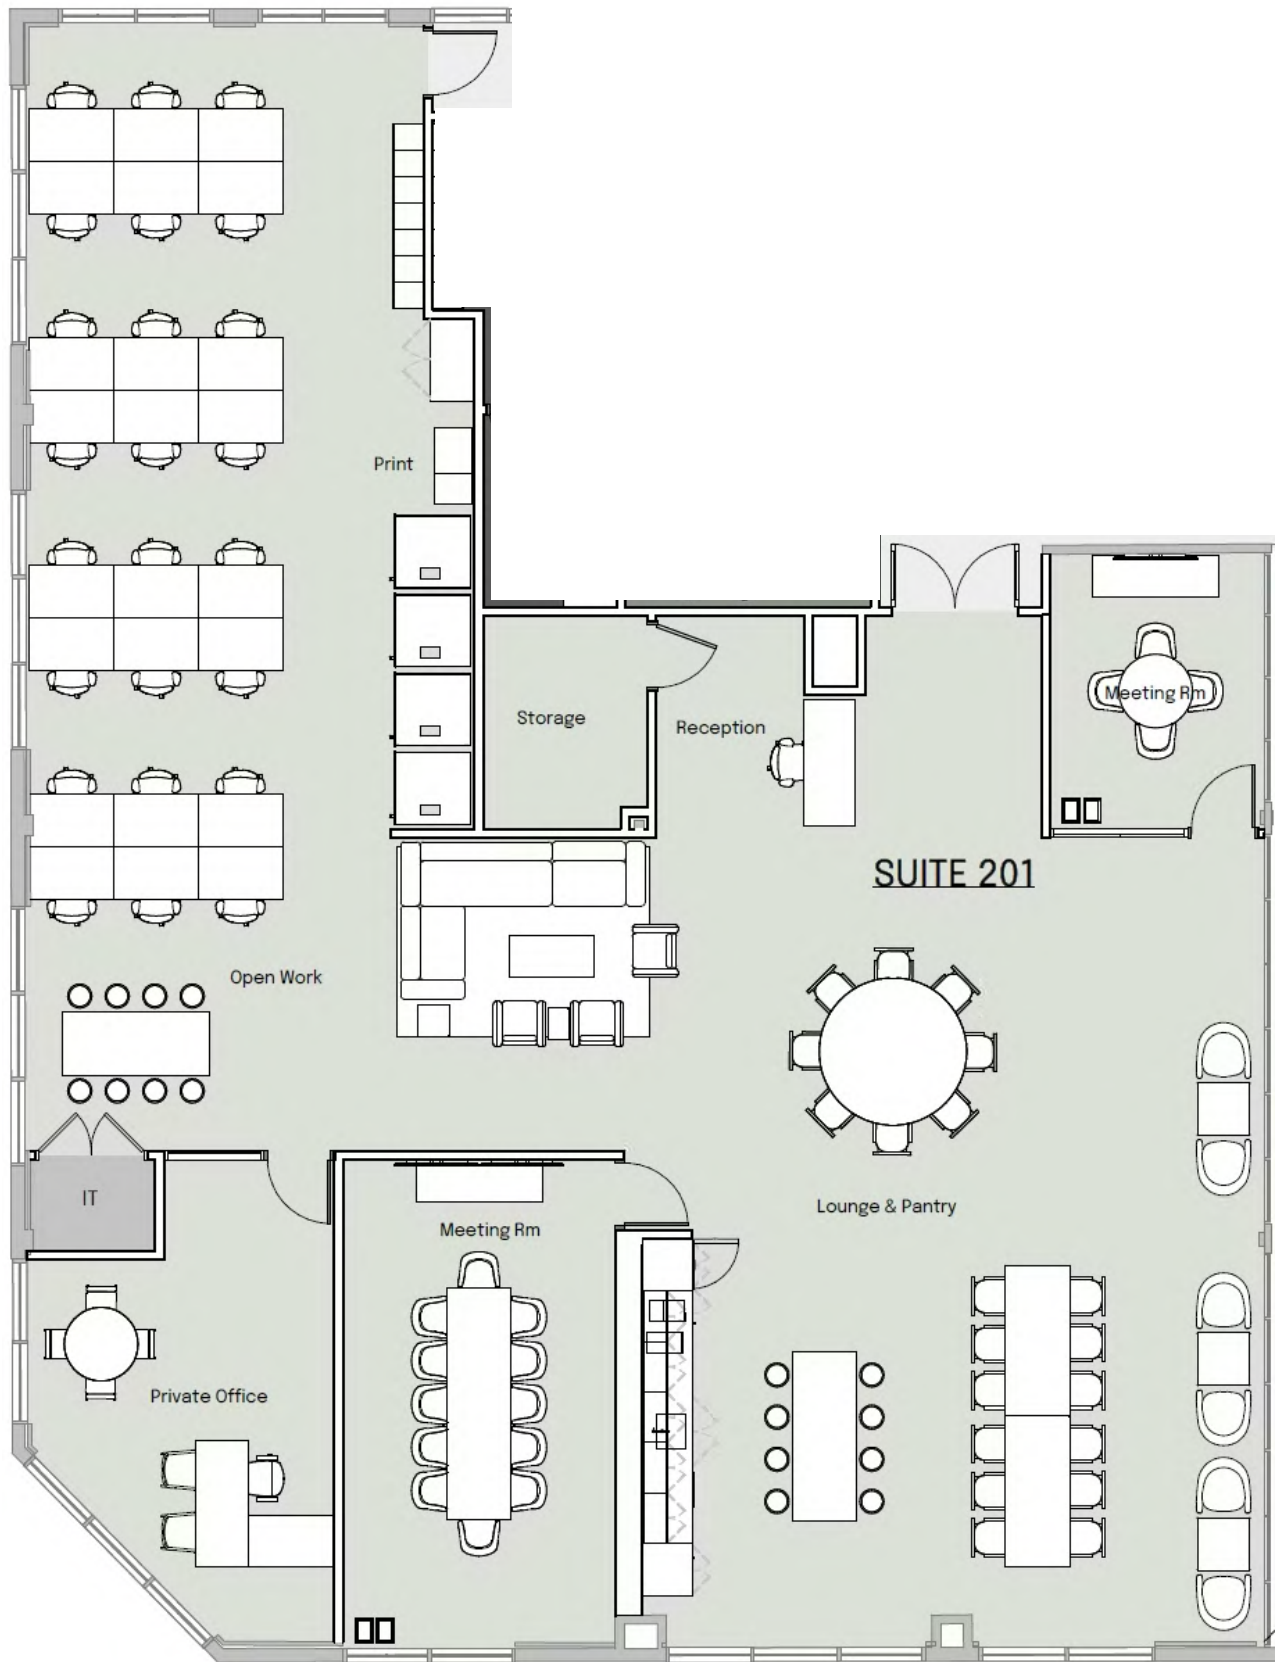 Print
Meeting Rm
Storage
Reception
SUITE 201
Open Work
IT
Lounge & Pantry
Meeting Rm
Private Office